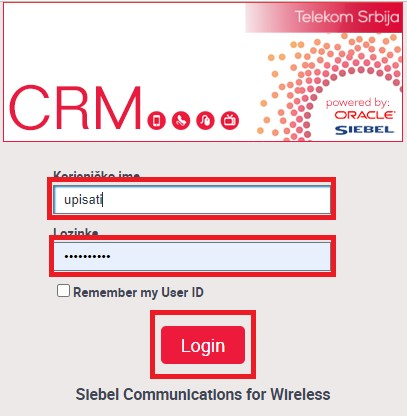 Telekom Srbija
CRM...
powered by:
ORACLE
SIEBEL
Korisničko ime
upisati
Lozinke
••••••••••
Remember my User ID
Login
Siebel Communications for Wireless